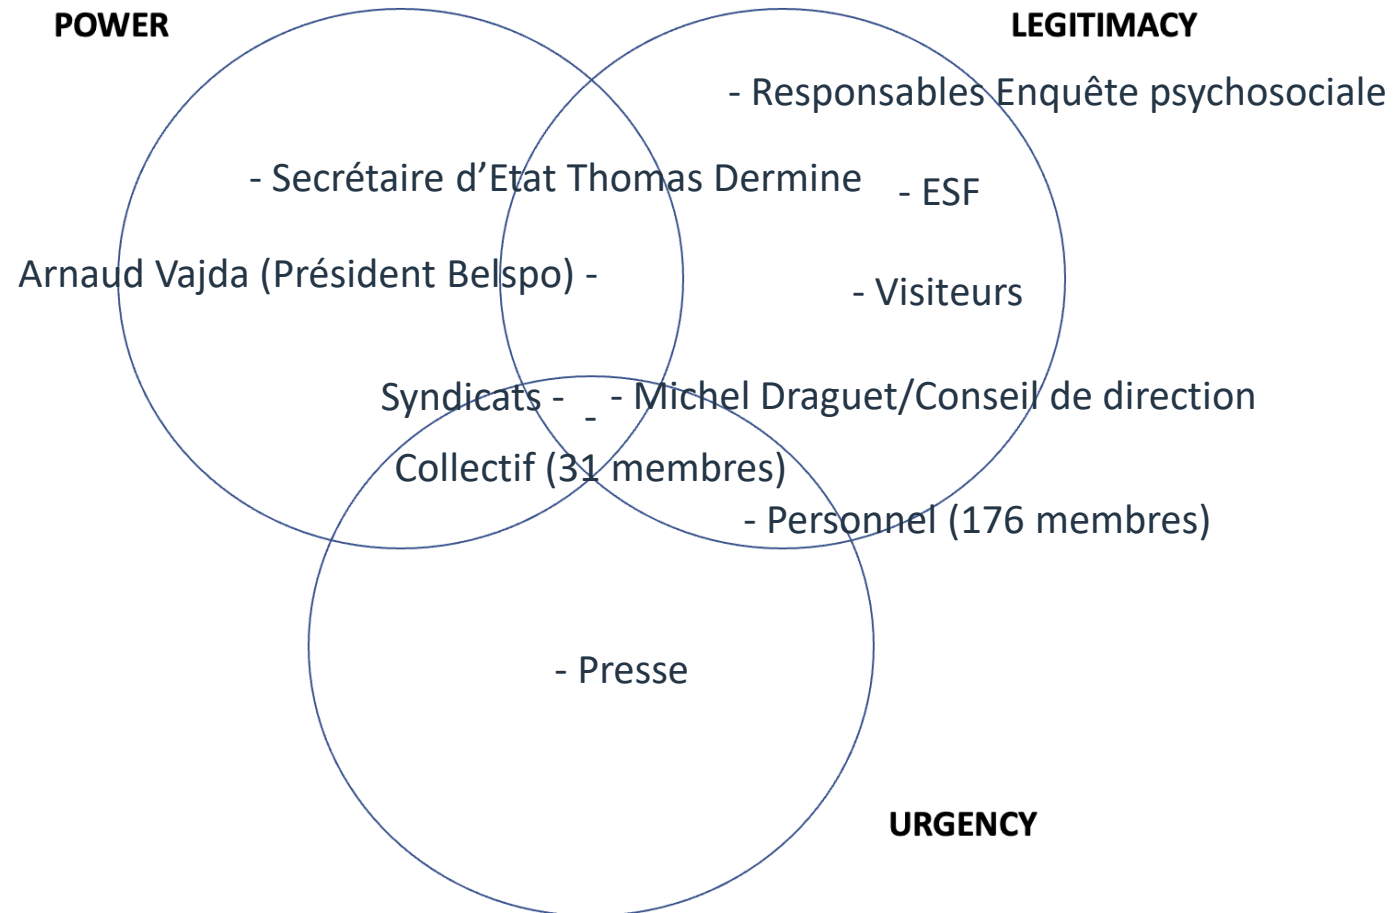 POWER
LEGITIMACY
- Responsables Enquête psychosociale
- Secrétaire d’Etat Thomas Dermine
- ESF
Arnaud Vajda (Président Belspo) -
- Visiteurs
Syndicats -
- Michel Draguet/Conseil de direction
-
Collectif (31 membres)
- Personnel (176 membres)
- Presse
URGENCY